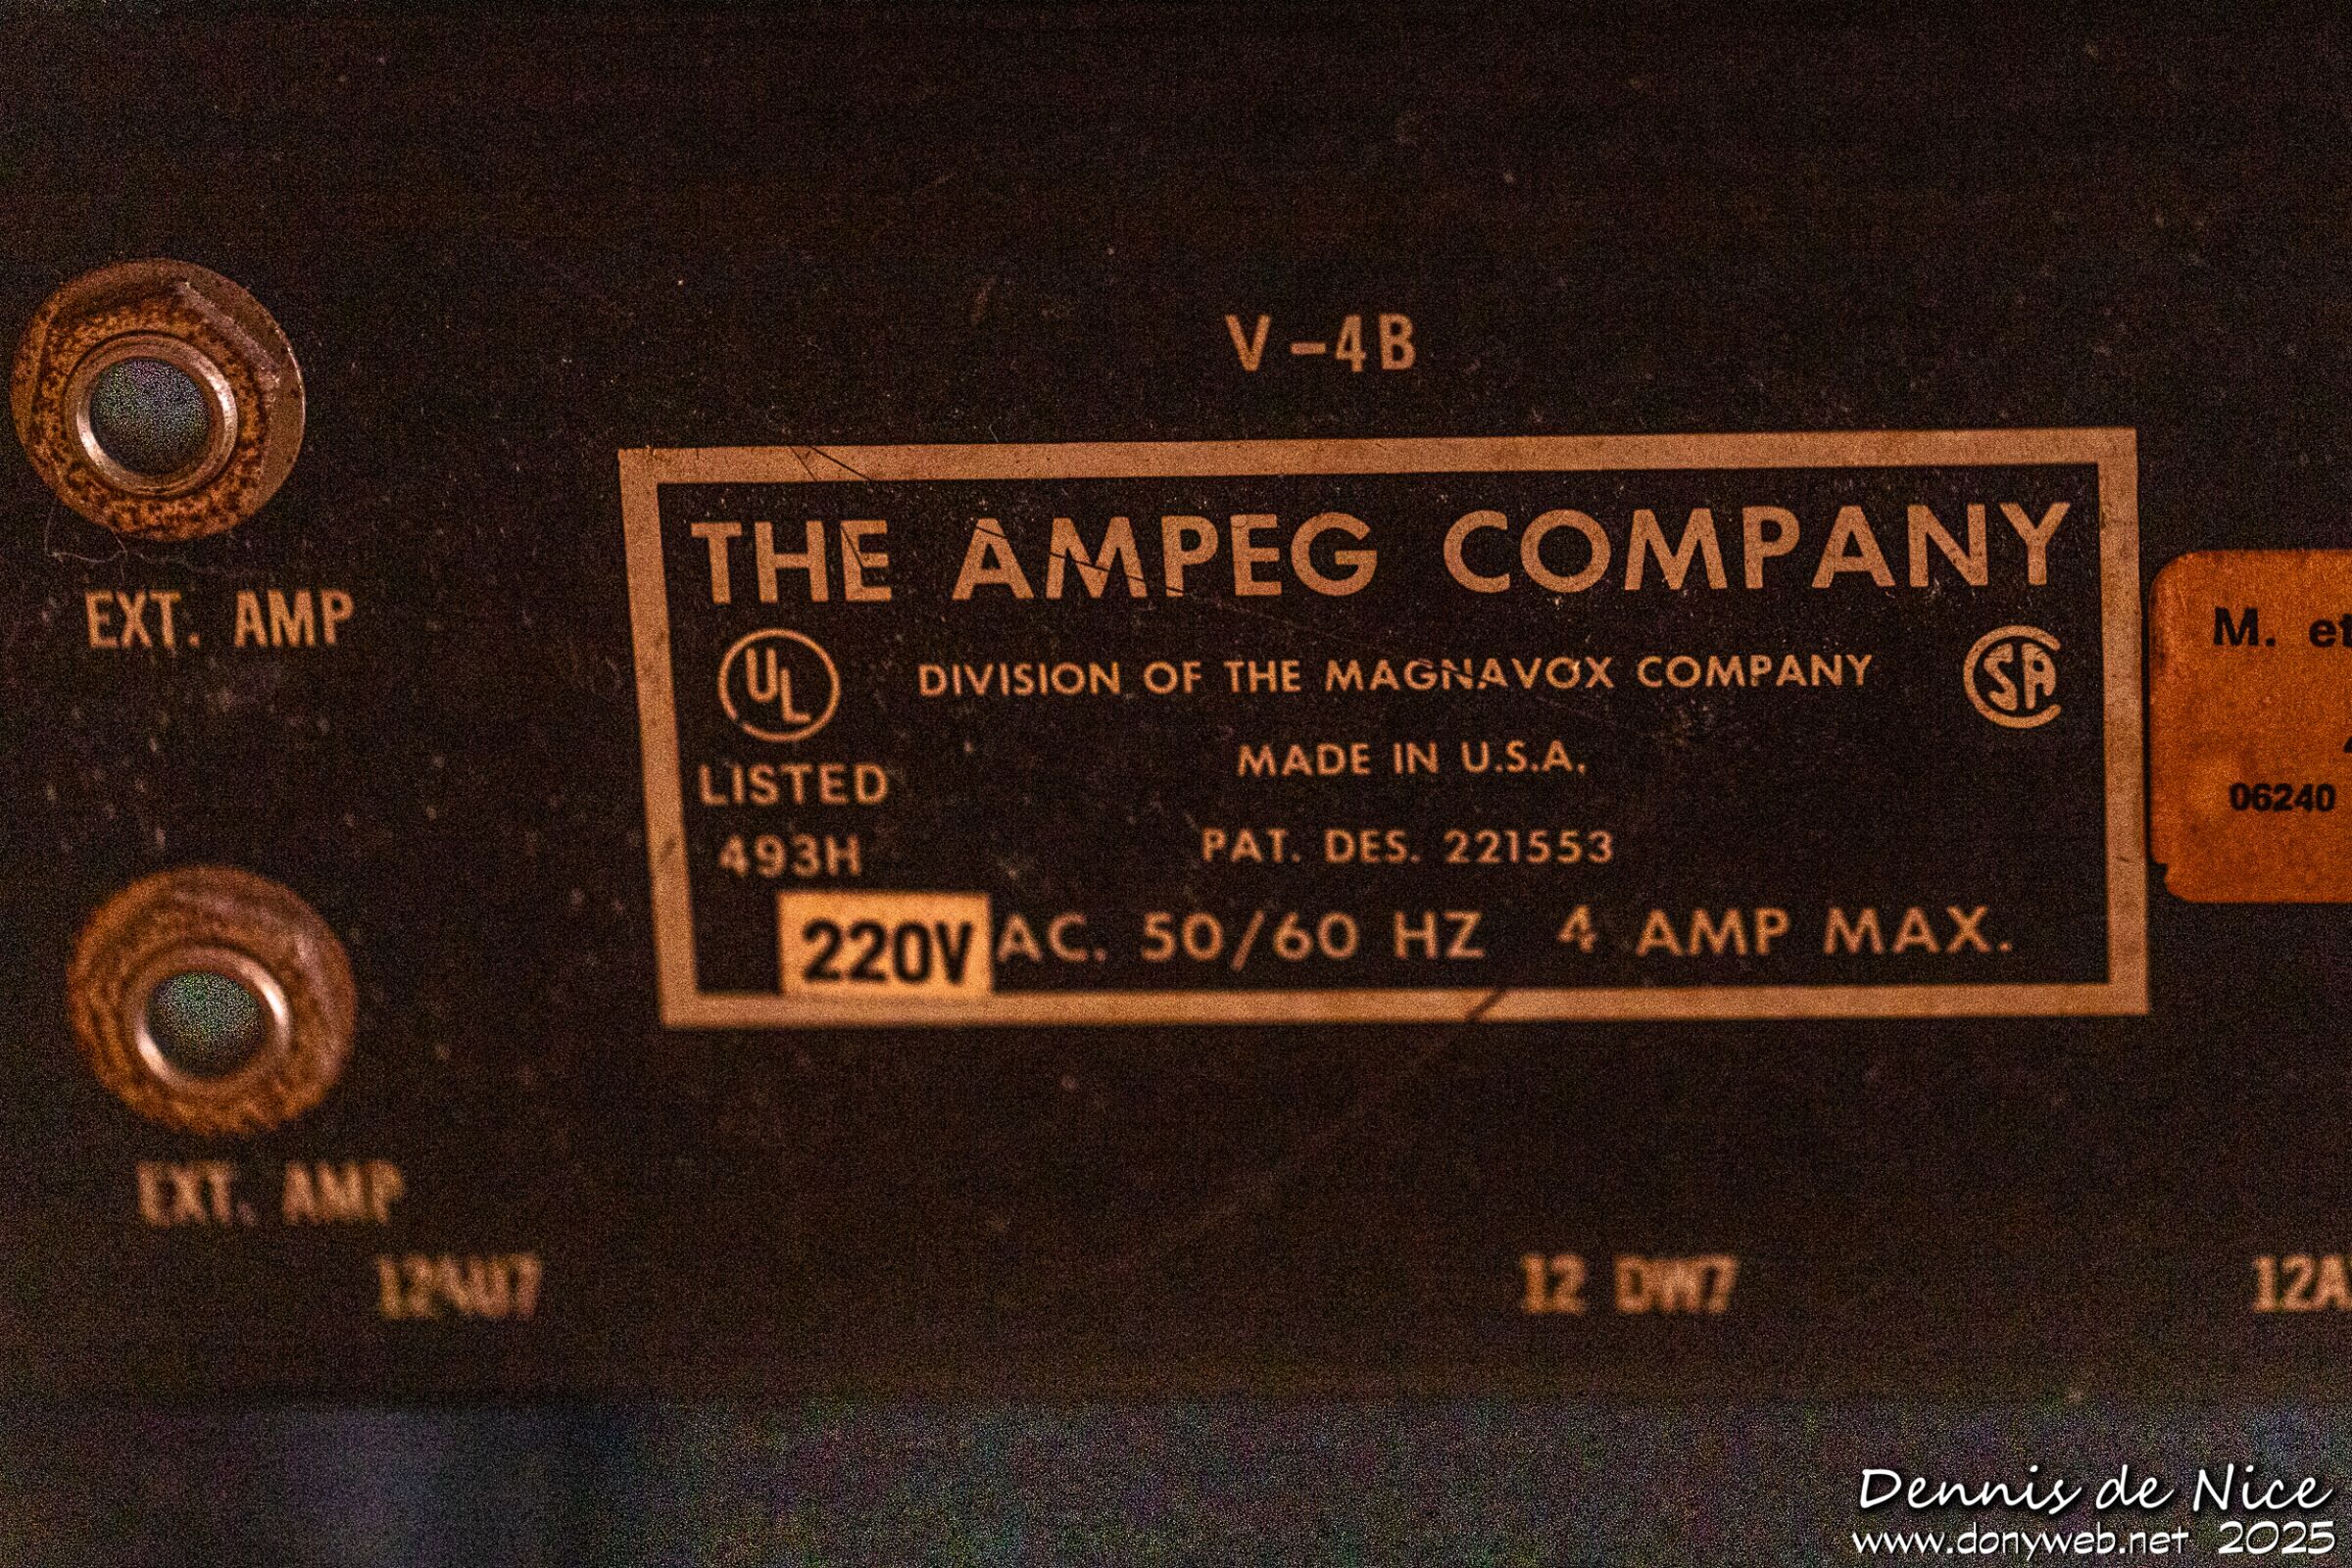 V-4B
THE AMPEG COMPANY
UL
DIVISION OF THE MAGNAVOX COMPANY
SA
LISTED
MADE IN U.S.A.
493H
PAT. DES. 221553
220V AC. 50/60 HZ 4 AMP MAX.
EXT. AMP
EXT. AMP
M.
06240
12AU7
12 DW7
Dennis de Nice
www.donyweb.net 2025